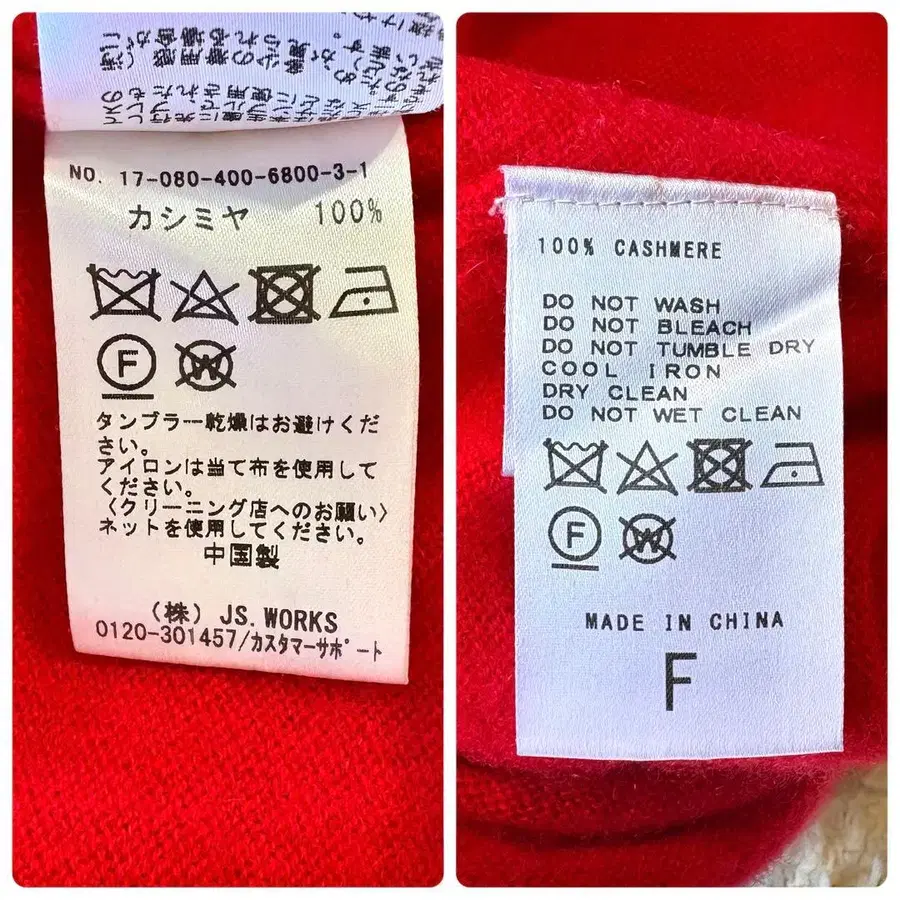 NO. 17-080-400-6800-3-1
カシミヤ 100%
F
W
タンブラー乾燥はお避けくだ
さい。
アイロンは当て布を使用して
ください。
〈クリーニング店へのお願い〉
ネットを使用してください。
中国製
(株) JS.WORKS
0120-301457/カスタマーサポート
100% CASHMERE
DO NOT WASH
DO NOT BLEACH
DO NOT TUMBLE DRY
COOL IRON
DRY CLEAN
DO NOT WET CLEAN
F
W
MADE IN CHINA
F